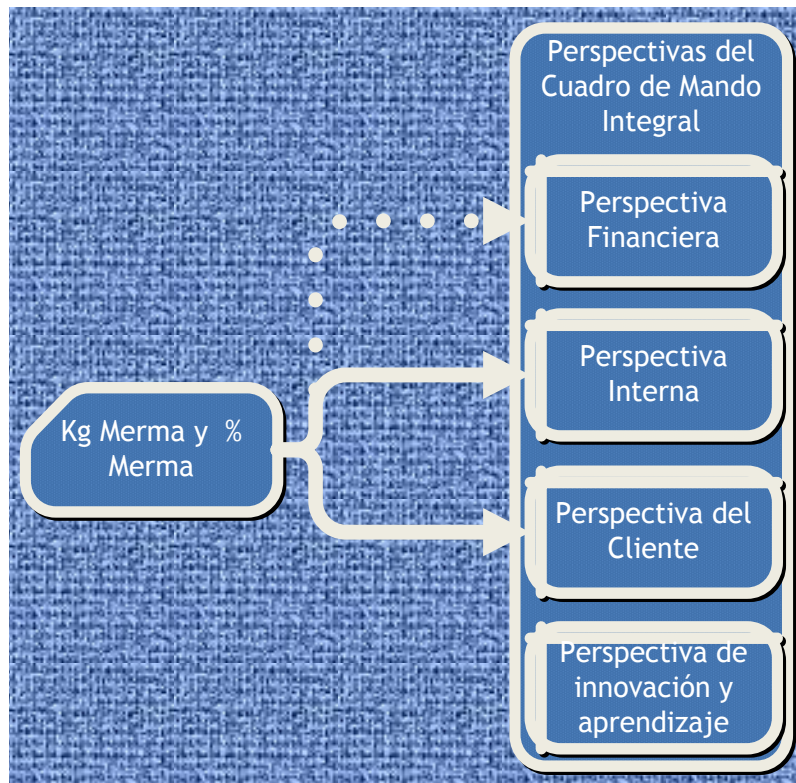 Perspectivas del
Cuadro de Mando
Integral
Perspectiva
Financiera
Perspectiva
Interna
Kg Merma y %
Merma
Perspectiva del
Cliente
Perspectiva de
innovación y
aprendizaje